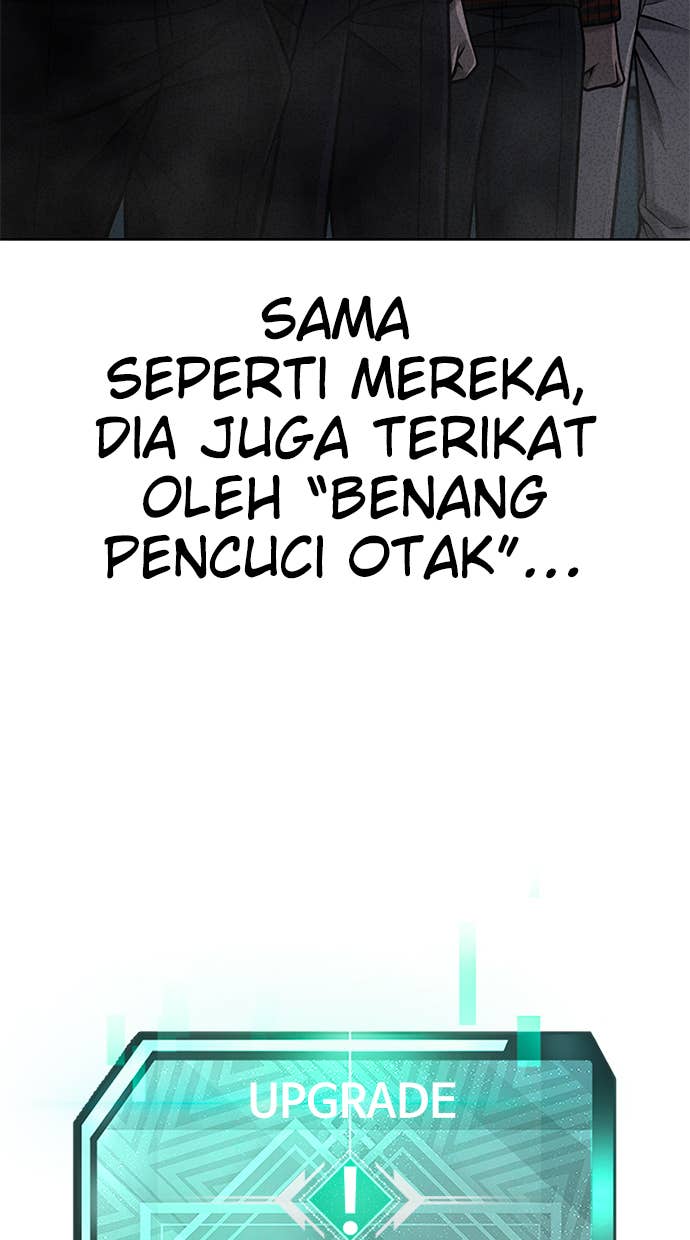 SAMA
SEPERTI MEREKA,
DIA JUGA TERIKAT
OLEH “BENANG
PENCUCI OTAK”...
UPGRADE
!